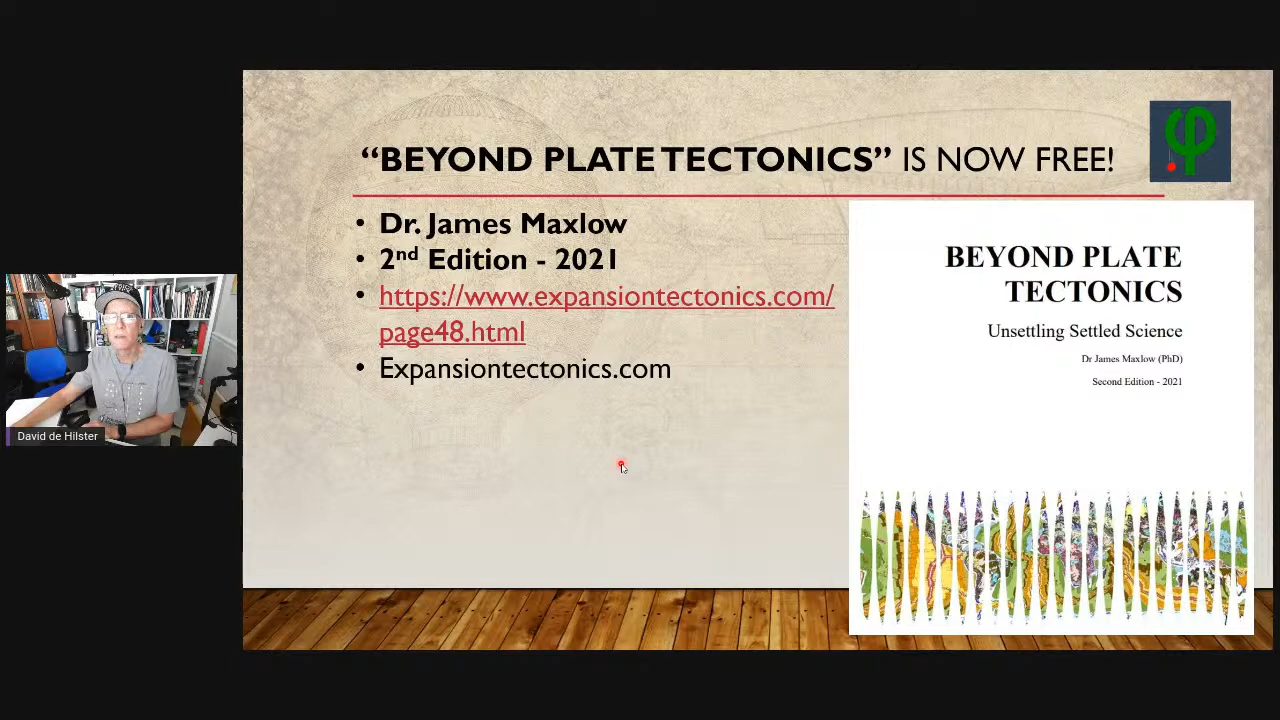 “BEYOND PLATE TECTONICS” IS NOW FREE!
• Dr. James Maxlow
• 2nd Edition - 2021
• https://www.expansiontectonics.com/
page48.html
• Expansiontectonics.com
BEYOND PLATE
TECTONICS
Unsettling Settled Science
Dr James Maxlow (PhD)
Second Edition - 2021
David de Hilster